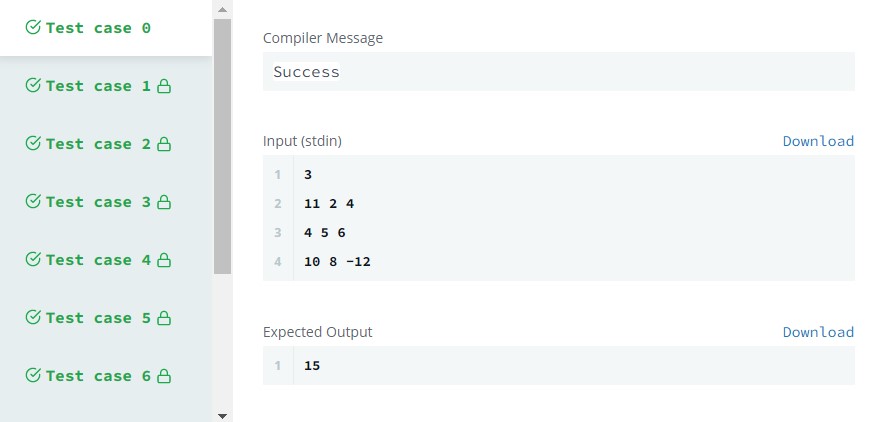 Test case 0
Test case 1
Test case 2
Test case 3
Test case 4
Test case 5
Test case 6
Compiler Message
Success
Input (stdin) Download
1 3
2 11 2 4
3 4 5 6
4 10 8 -12
Expected Output Download
1 15